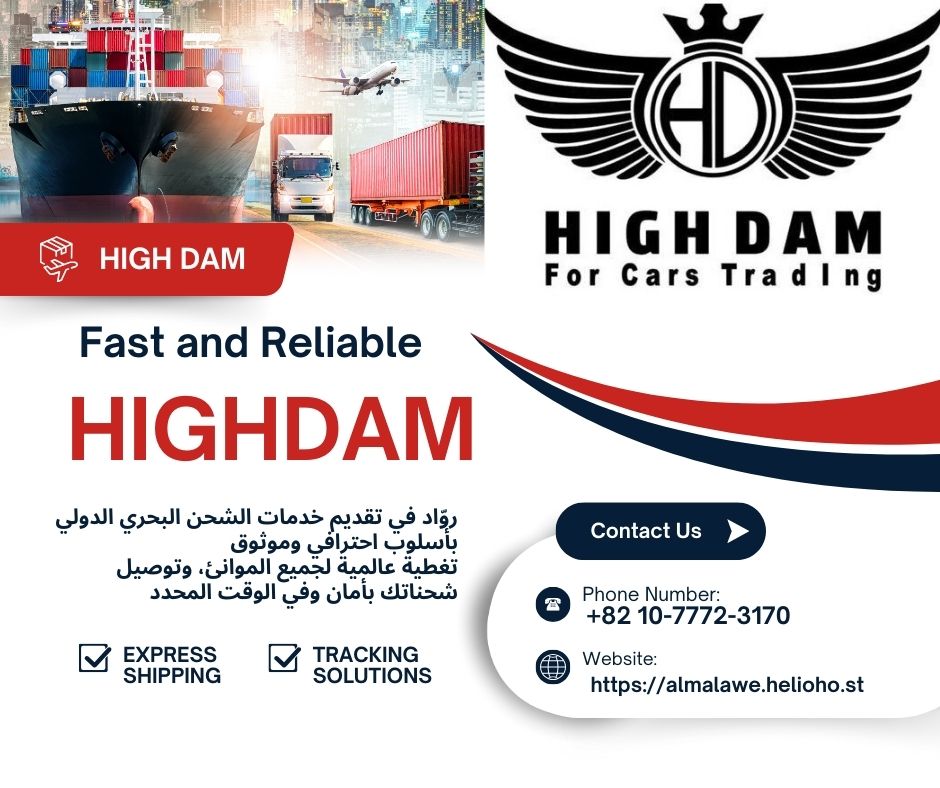 HD
HIGH DAM
For Cars TradIng
HIGH DAM
Fast and Reliable
HIGHDAM
روّاد في تقديم خدمات الشحن البحري الدولي
بأسلوب احترافي وموثوق
تغطية عالمية لجميع الموانئ، وتوصيل
شحناتك بأمان وفي الوقت المحدد
EXPRESS
SHIPPING
TRACKING
SOLUTIONS
Contact Us
Phone Number:
+82 10-7772-3170
Website:
https://almalawe.helioho.st